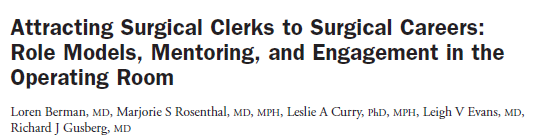 Attracting Surgical Clerks to Surgical Careers:
Role Models, Mentoring, and Engagement in the
Operating Room
Loren Berman, MD, Marjorie S Rosenthal, MD, MPH, Leslie A Curry, PhD, MPH, Leigh V Evans, MD,
Richard J Gusberg, MD